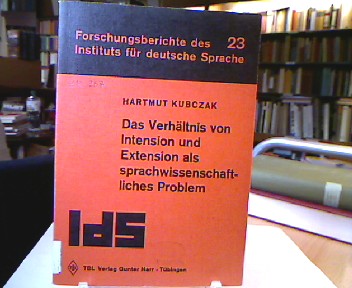 Forschungsberichte des 23
Instituts für deutsche Sprache
HARTMUT KUBCZAK
Das Verhältnis von
Intension und
Extension als
sprachwissenschaft-
liches Problem
IdS
TBL Verlag Gunter Narr - Tübingen